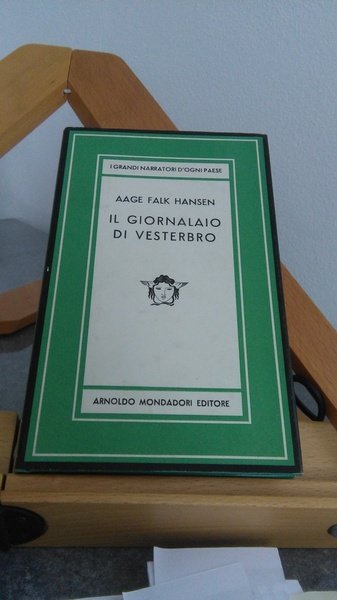 I GRANDI NARRATORI D'OGNI PAESE
AAGE FALK HANSEN
IL GIORNALAIO
DI VESTERBRO
ARNOLDO MONDADORI EDITORE